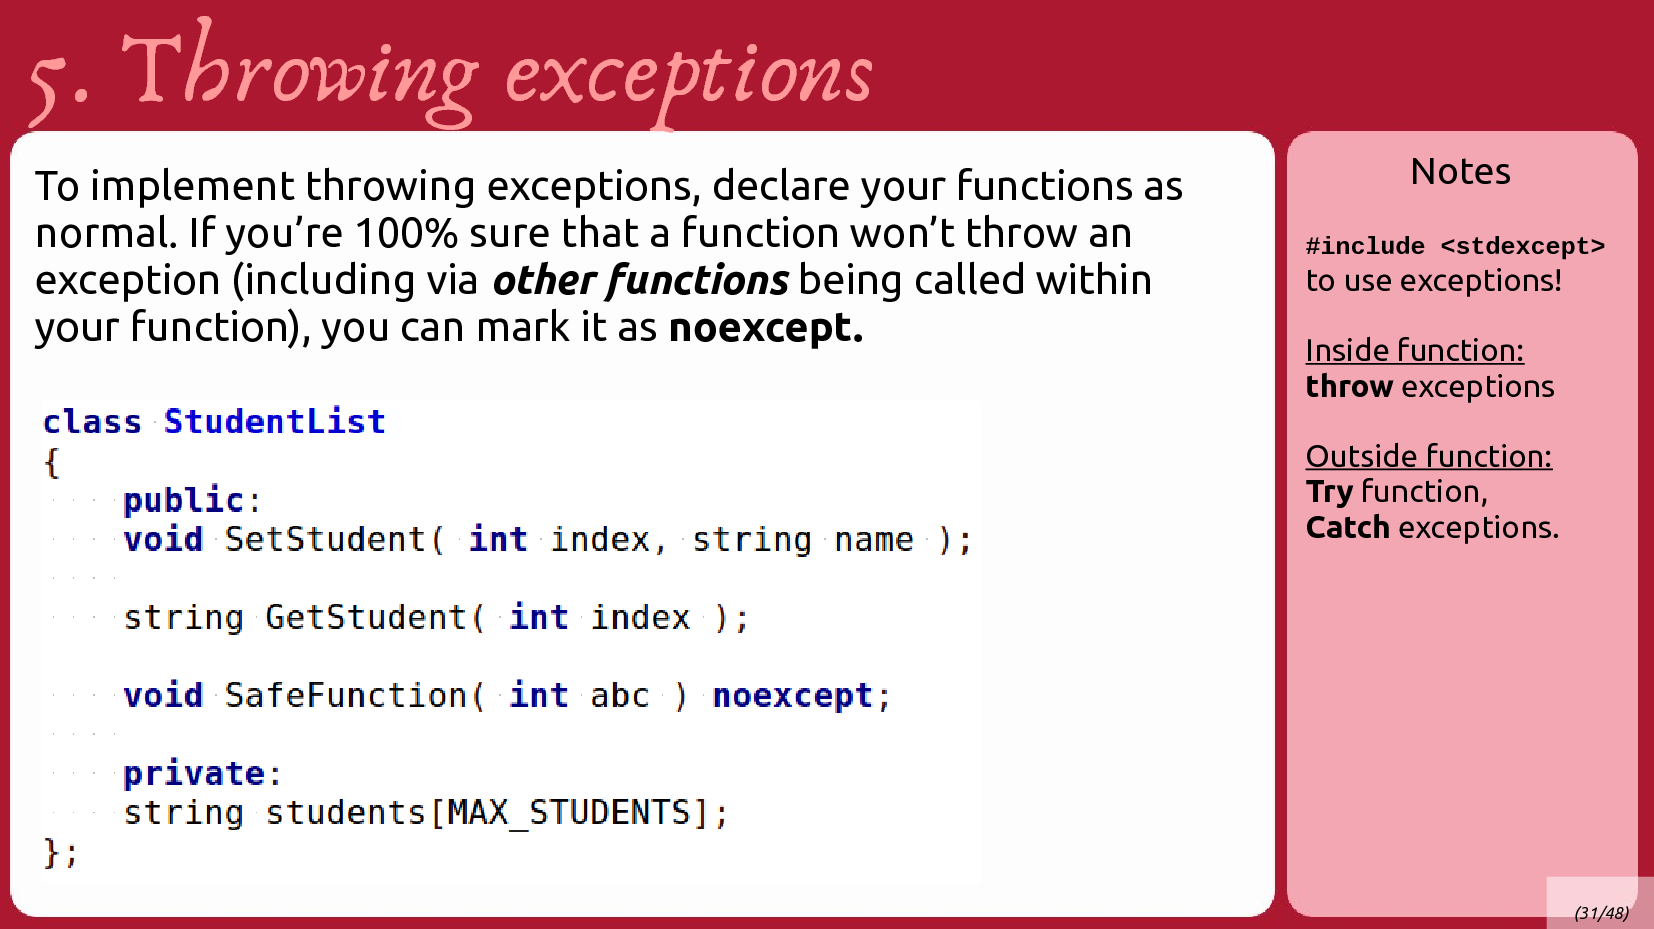 5. Throwing exceptions
To implement throwing exceptions, declare your functions as
normal. If you’re 100% sure that a function won’t throw an
exception (including via other functions being called within
your function), you can mark it as noexcept.
class StudentList
{
    public:
    void SetStudent( int index, string name );

    string GetStudent( int index );

    void SafeFunction( int abc ) noexcept;

    private:
    string students[MAX_STUDENTS];
};
Notes
#include <stdexcept>
to use exceptions!
Inside function:
throw exceptions
Outside function:
Try function,
Catch exceptions.
(31/48)